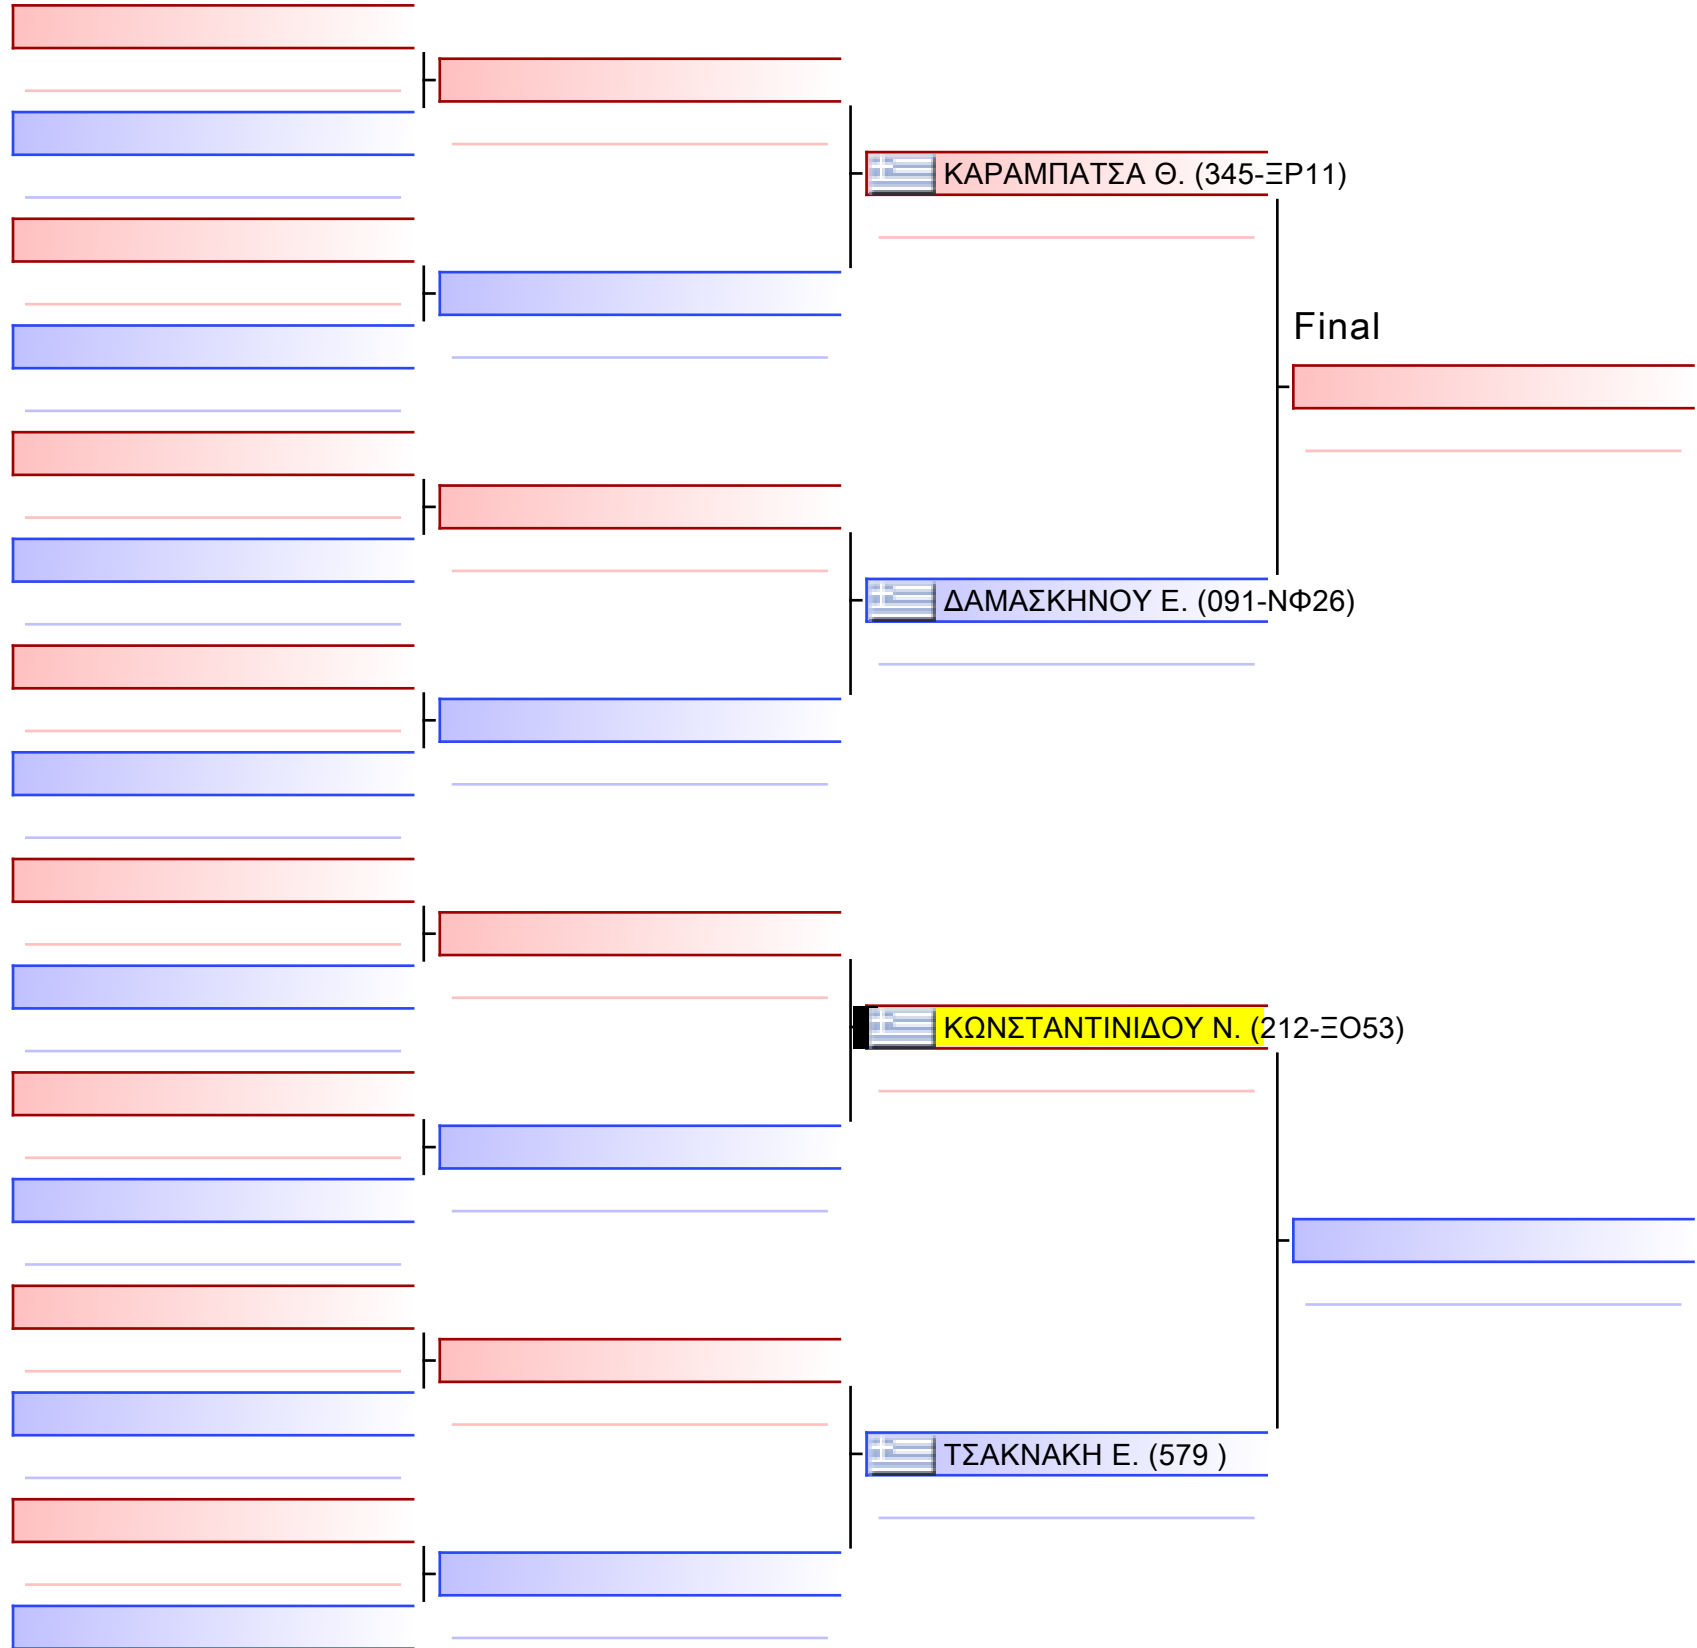 ΚΑΡΑΜΠΑΤΣΑ Θ. (345-ΞΡ11)
Final
ΔΑΜΑΣΚΗΝΟΥ Ε. (091-ΝΦ26)
ΚΩΝΣΤΑΝΤΙΝΙΔΟΥ Ν. (212-ΞΟ53)
ΤΣΑΚΝΑΚΗ Ε. (579 )